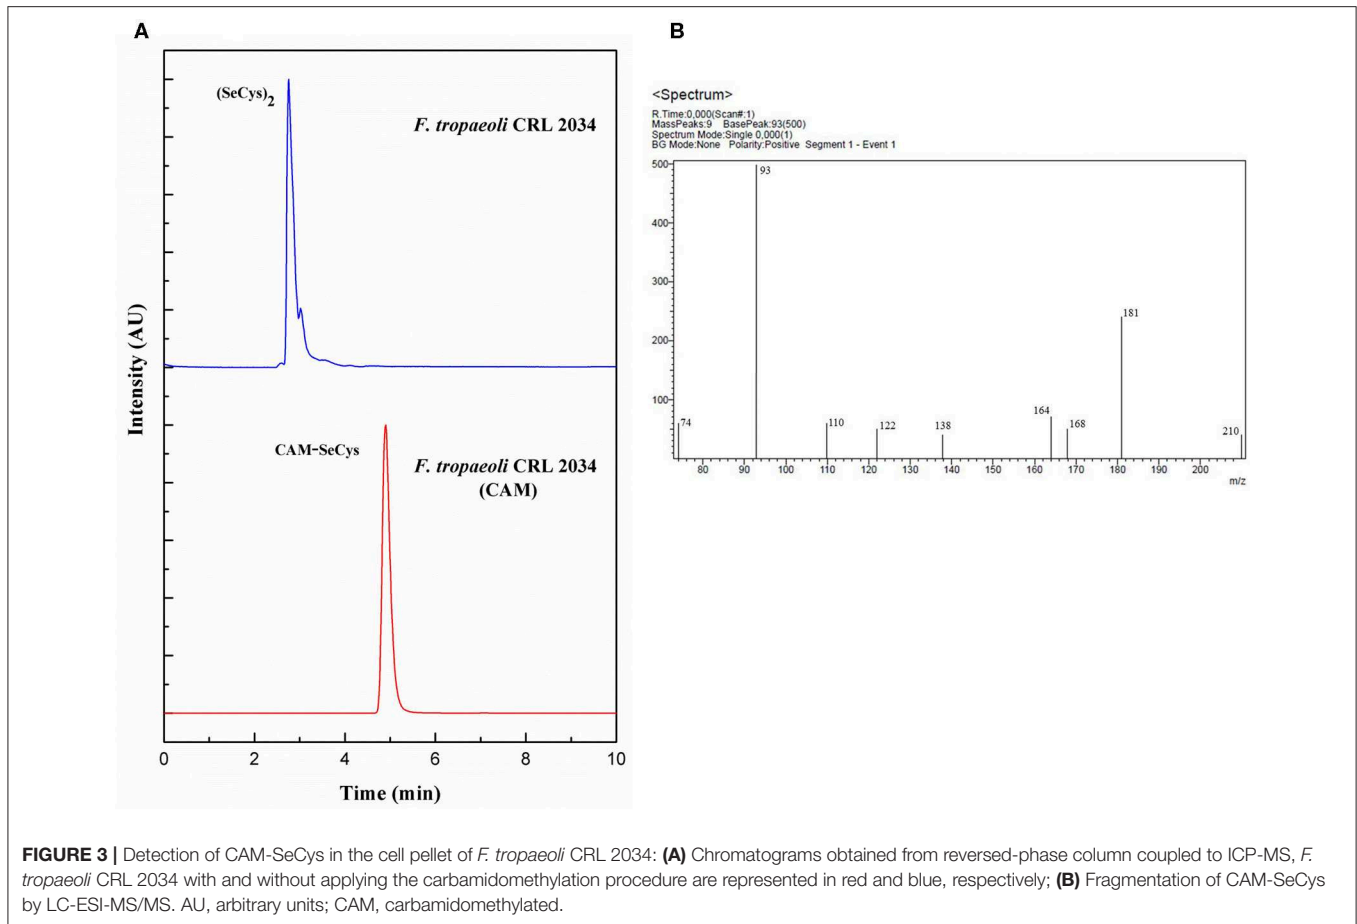 A
(SeCys)2
F. tropaeoli CRL 2034
CAM-SeCys
F. tropaeoli CRL 2034
(CAM)
Intensity (AU)
0 2 4 6 8 10
Time (min)
B
<Spectrum>
R.Time:0,000(Scan#:1)
MassPeaks:9 BasePeak:93(500)
Spectrum Mode:Single 0,000(1)
BG Mode:None Polarity:Positive Segment 1 - Event 1
500
400
300
200
100
93
181
164
74
110
122
138
168
210
80 90 100 110 120 130 140 150 160 170 180 190 200
m/z
FIGURE 3 | Detection of CAM-SeCys in the cell pellet of F. tropaeoli CRL 2034: (A) Chromatograms obtained from reversed-phase column coupled to ICP-MS, F.
tropaeoli CRL 2034 with and without applying the carbamidomethylation procedure are represented in red and blue, respectively; (B) Fragmentation of CAM-SeCys
by LC-ESI-MS/MS. AU, arbitrary units; CAM, carbamidomethylated.